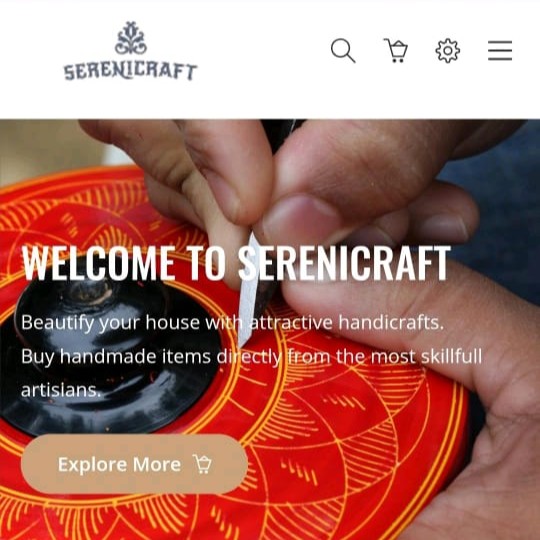 SERENICRAFT
WELCOME TO SERENICRAFT
Beautify your house with attractive handicrafts.
Buy handmade items directly from the most skillfull
artisians.
Explore More